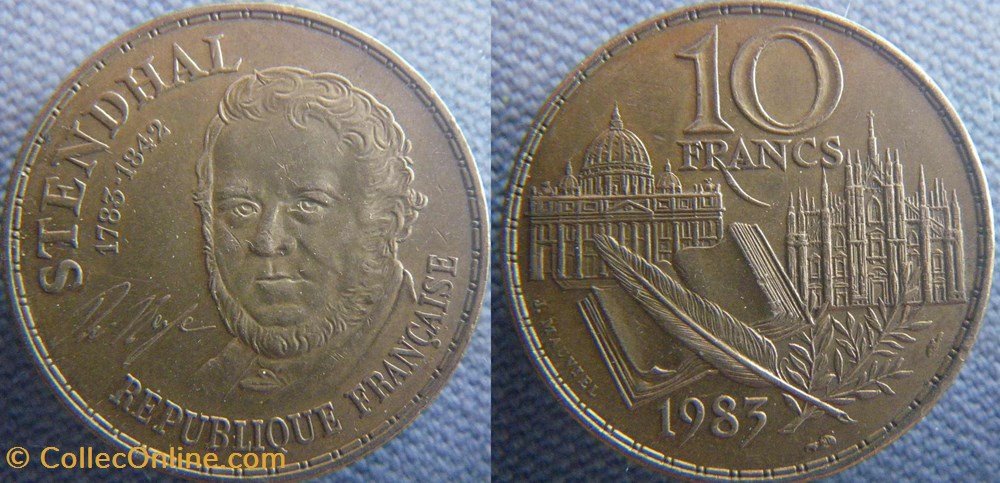 STENDHAL
1783-1842
RÉPUBLIQUE FRANÇAISE
10
FRANCS
1983
© CollecOnline.com